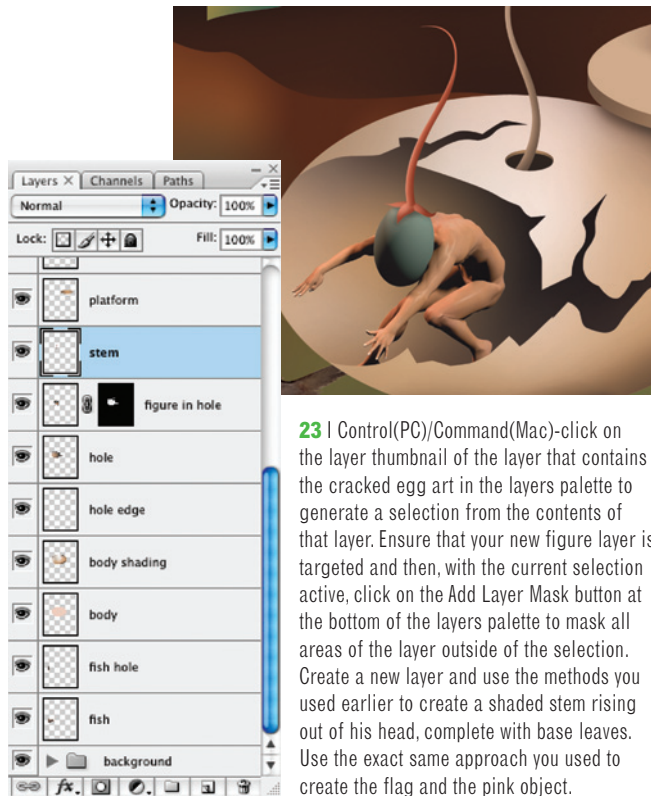 Layers × Channels Paths
Normal Opacity: 100%
Lock: Fill: 100%
platform
stem
figure in hole
hole
hole edge
body shading
body
fish hole
fish
background
23 | Control(PC)/Command(Mac)-click on
the layer thumbnail of the layer that contains
the cracked egg art in the layers palette to
generate a selection from the contents of
that layer. Ensure that your new figure layer is
targeted and then, with the current selection
active, click on the Add Layer Mask button at
the bottom of the layers palette to mask all
areas of the layer outside of the selection.
Create a new layer and use the methods you
used earlier to create a shaded stem rising
out of his head, complete with base leaves.
Use the exact same approach you used to
create the flag and the pink object.